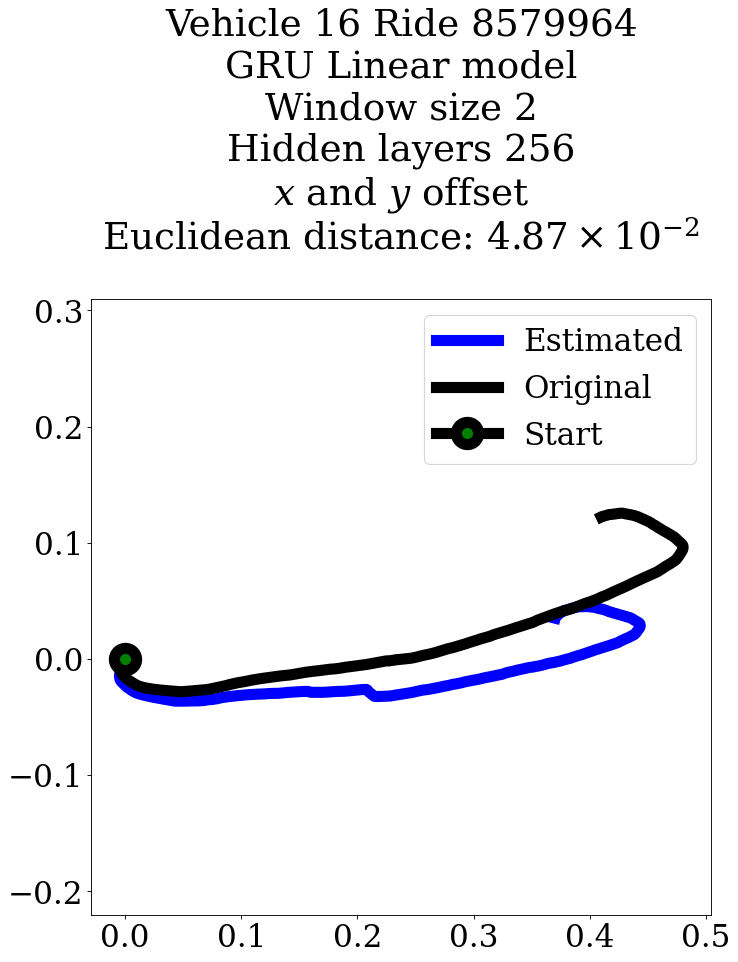 Vehicle 16 Ride 8579964
GRU Linear model
Window size 2
Hidden layers 256
x and y offset
Euclidean distance: 4.87 × 10⁻²
Estimated
Original
Start
0.3
0.2
0.1
0.0
−0.1
−0.2
0.0 0.1 0.2 0.3 0.4 0.5